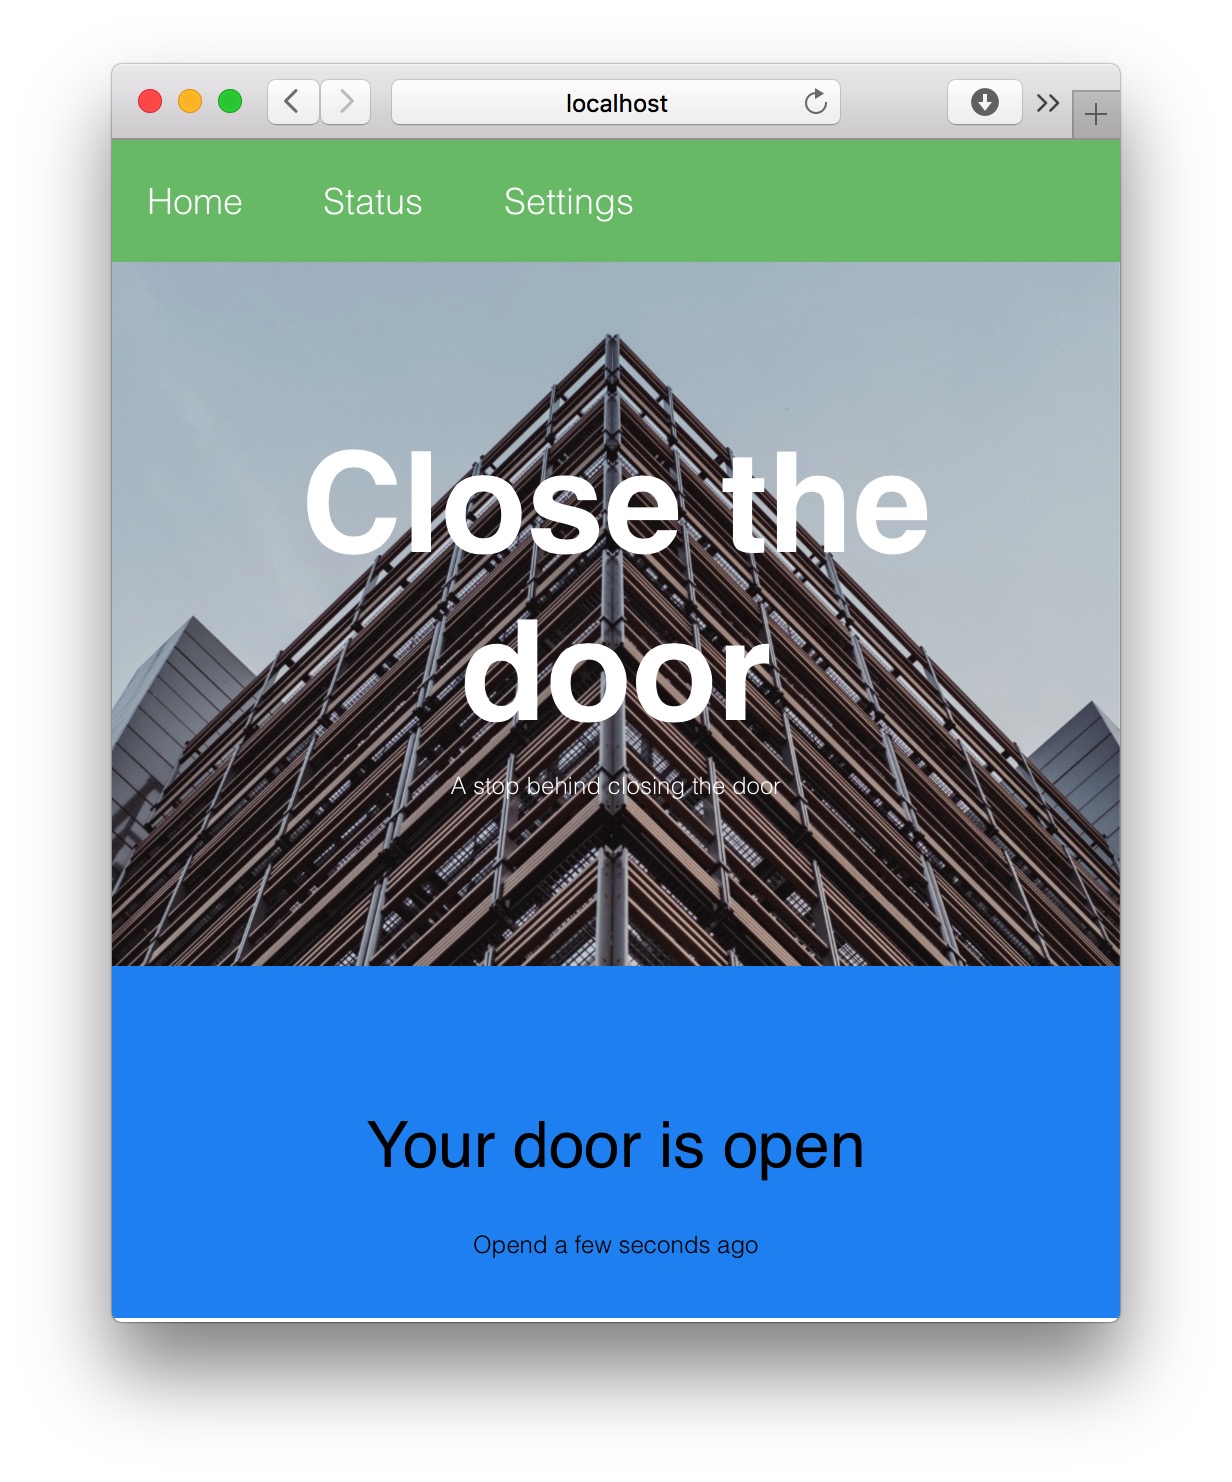 localhost
Home Status Settings
Close the
door
A stop behind closing the door
Your door is open
Opend a few seconds ago